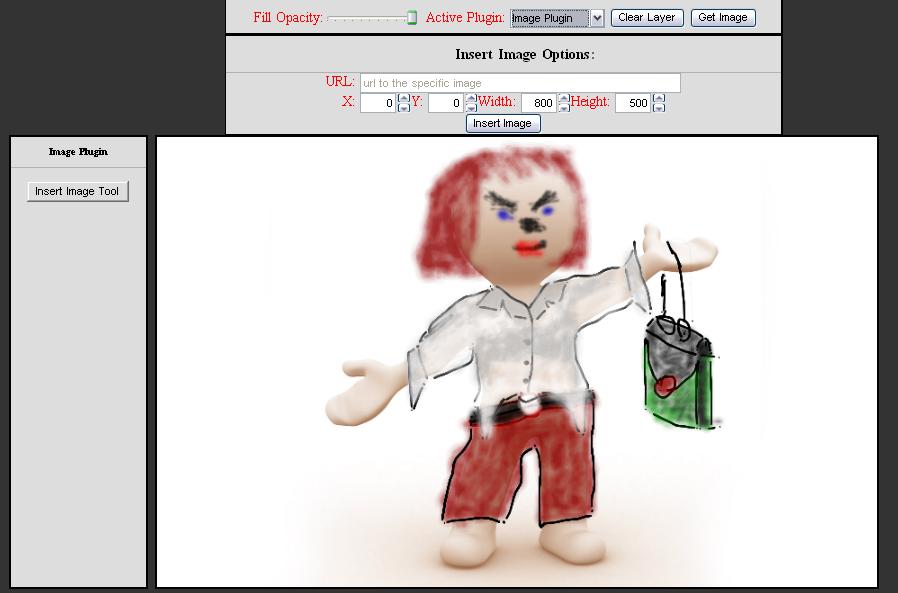 Fill Opacity: Active Plugin: Image Plugin Clear Layer Get Image
Insert Image Options:
URL: url to the specific image
X: 0 Y: 0 Width: 800 Height: 500
Insert Image
Image Plugin
Insert Image Tool